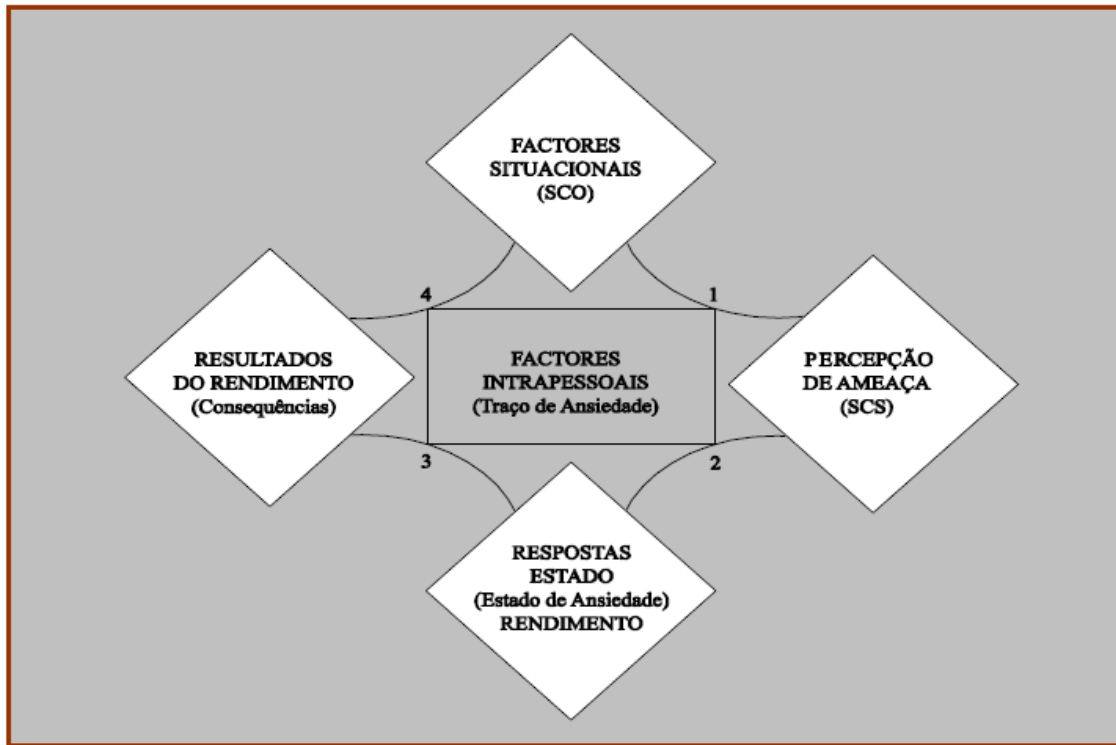 FACTORES
SITUACIONAIS
(SCO)
4
1
RESULTADOS
DO RENDIMENTO
(Consequências)
FACTORES
INTRAPESSOAIS
(Traço de Ansiedade)
PERCEPÇÃO
DE AMEAÇA
(SCS)
3
2
RESPOSTAS
ESTADO
(Estado de Ansiedade)
RENDIMENTO